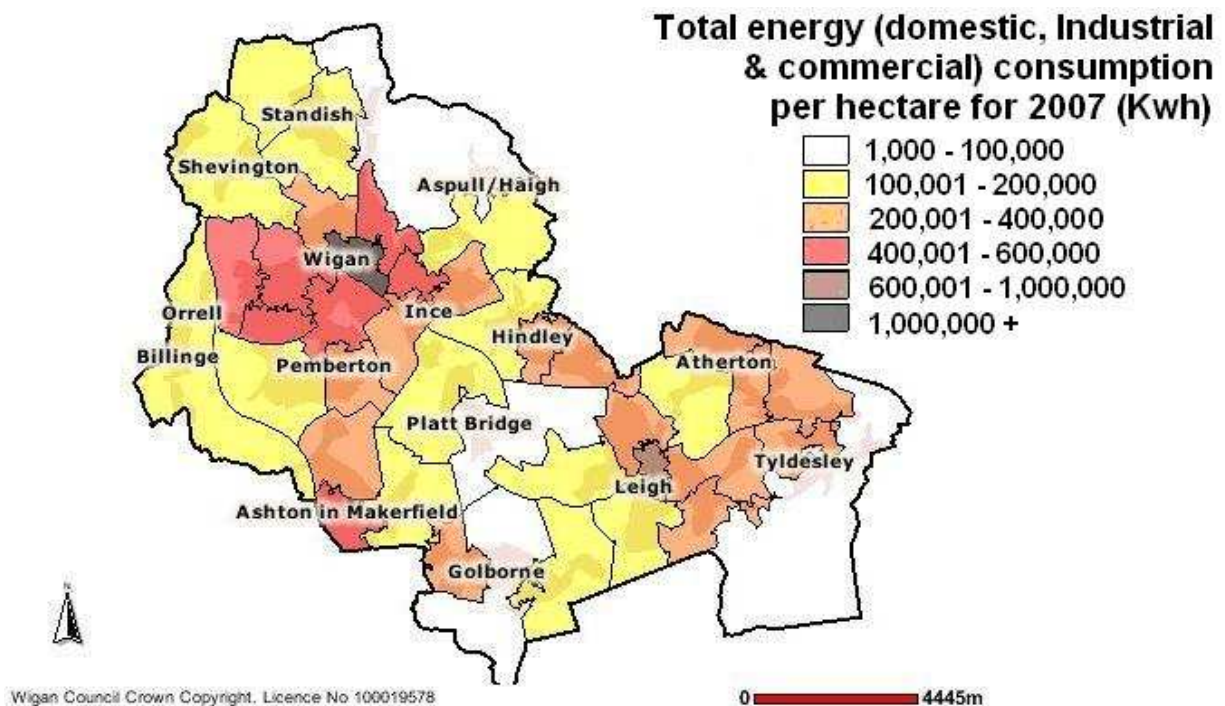 Total energy (domestic, Industrial
& commercial) consumption
per hectare for 2007 (Kwh)
1,000 - 100,000
100,001 - 200,000
200,001 - 400,000
400,001 - 600,000
600,001 - 1,000,000
1,000,000 +
Standish
Shevington
Aspull/Haigh
Wigan
Orrell
Ince
Hindley
Billinge
Pemberton
Atherton
Platt Bridge
Tyldesley
Leigh
Ashton in Makerfield
Golborne
N
Wigan Council Crown Copyright. Licence No 100019578
0 4445m